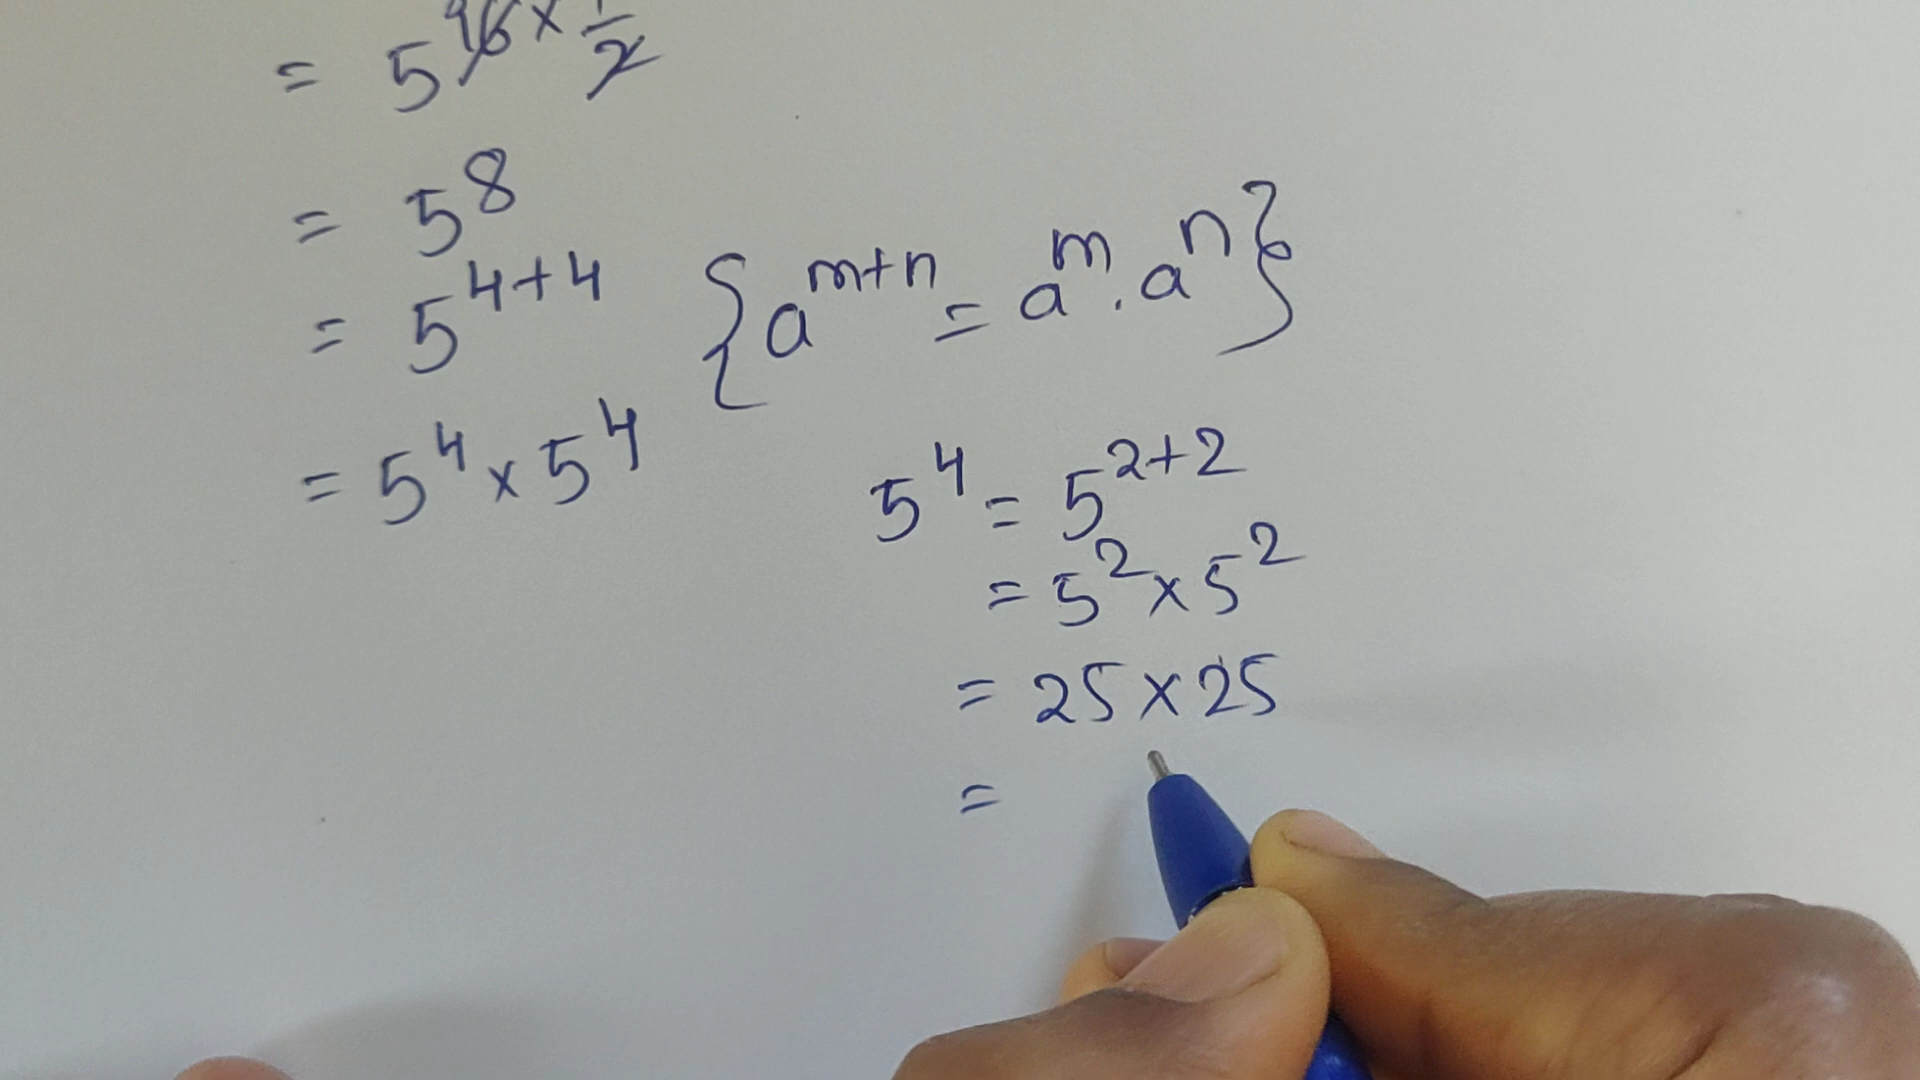 = 5^16 × 1/2
= 5^8
= 5^4+4 {a^m+n = a^m . a^n}
= 5^4 × 5^4
5^4 = 5^2+2
= 5^2 × 5^2
= 25 × 25
=